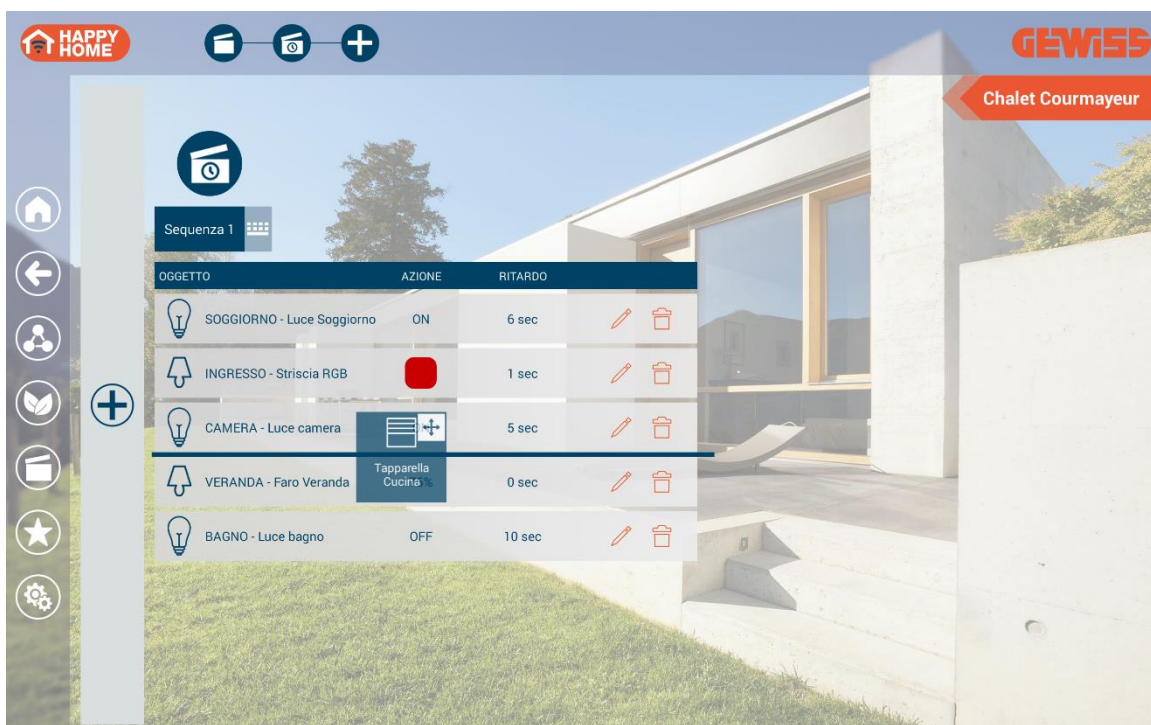 HAPPY
HOME
GEWISS
Chalet Courmayeur
Sequenza 1
OGGETTO AZIONE RITARDO
SOGGIORNO - Luce Soggiorno ON 6 sec
INGRESSO - Striscia RGB 1 sec
CAMERA - Luce camera 5 sec
Tapparella
Cucina
VERANDA - Faro Veranda 0 sec
BAGNO - Luce bagno OFF 10 sec